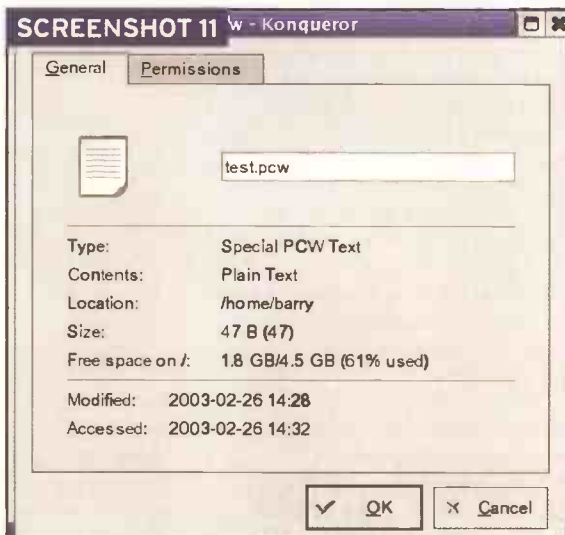 SCREENSHOT 11 w - Konqueror
General Permissions
test.pcw
Type: Special PCW Text
Contents: Plain Text
Location: /home/barry
Size: 47 B (47)
Free space on /: 1.8 GB/4.5 GB (61% used)
Modified: 2003-02-26 14:28
Accessed: 2003-02-26 14:32
OK Cancel